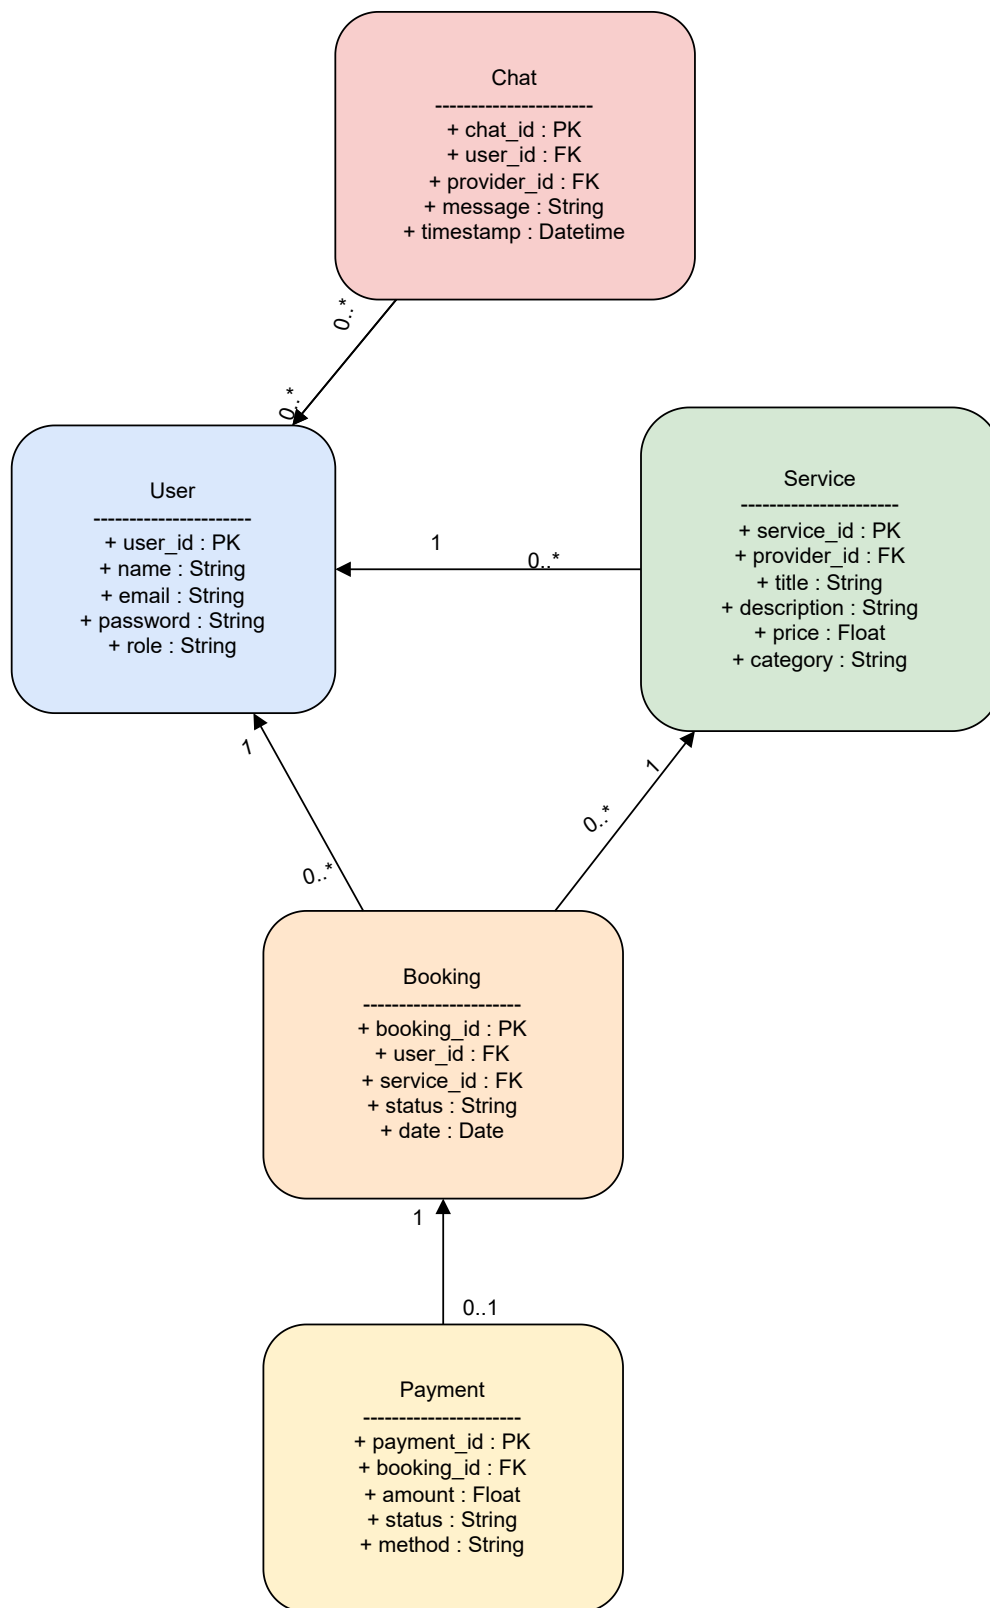 Chat
----------------------
+ chat_id : PK
+ user_id : FK
+ provider_id : FK
+ message : String
+ timestamp : Datetime
0..*
0..*
User
----------------------
+ user_id : PK
+ name : String
+ email : String
+ password : String
+ role : String
1
0..*
Service
----------------------
+ service_id : PK
+ provider_id : FK
+ title : String
+ description : String
+ price : Float
+ category : String
1
0..*
1
0..*
Booking
----------------------
+ booking_id : PK
+ user_id : FK
+ service_id : FK
+ status : String
+ date : Date
1
0..1
Payment
----------------------
+ payment_id : PK
+ booking_id : FK
+ amount : Float
+ status : String
+ method : String